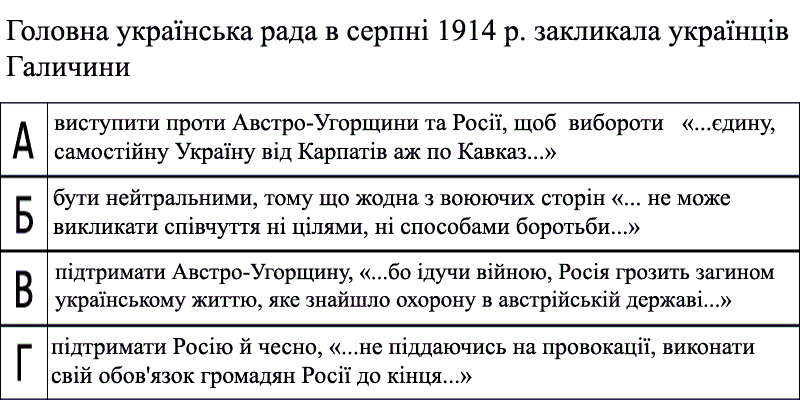 Головна українська рада в серпні 1914 р. закликала українців
Галичини
А
виступити проти Австро-Угорщини та Росії, щоб вибороти «...єдину,
самостійну Україну від Карпатів аж по Кавказ...»
Б
бути нейтральними, тому що жодна з воюючих сторін «... не може
викликати співчуття ні цілями, ні способами боротьби...»
В
підтримати Австро-Угорщину, «...бо ідучи війною, Росія грозить загином
українському життю, яке знайшло охорону в австрійській державі...»
Г
підтримати Росію й чесно, «...не піддаючись на провокації, виконати
свій обов'язок громадян Росії до кінця...»